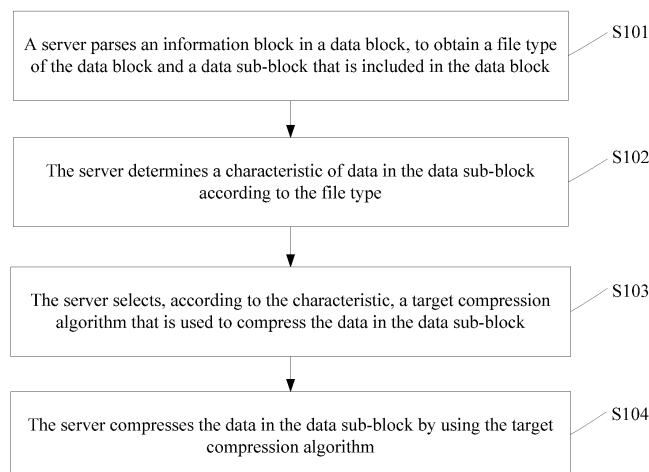 A server parses an information block in a data block, to obtain a file type
of the data block and a data sub-block that is included in the data block
S101
The server determines a characteristic of data in the data sub-block
according to the file type
S102
The server selects, according to the characteristic, a target compression
algorithm that is used to compress the data in the data sub-block
S103
The server compresses the data in the data sub-block by using the target
compression algorithm
S104